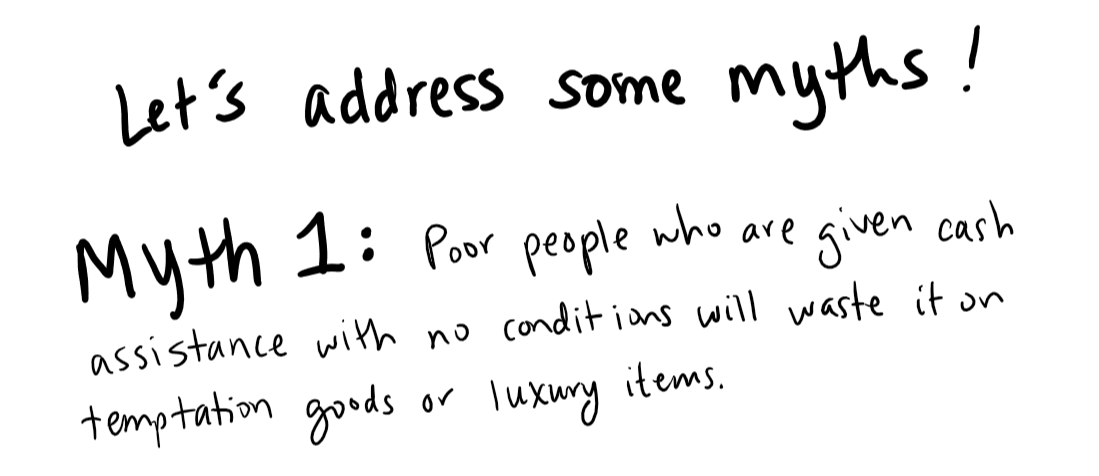 Let's address some myths!
Myth 1: Poor people who are given cash
assistance with no conditions will waste it on
temptation goods or luxury items.